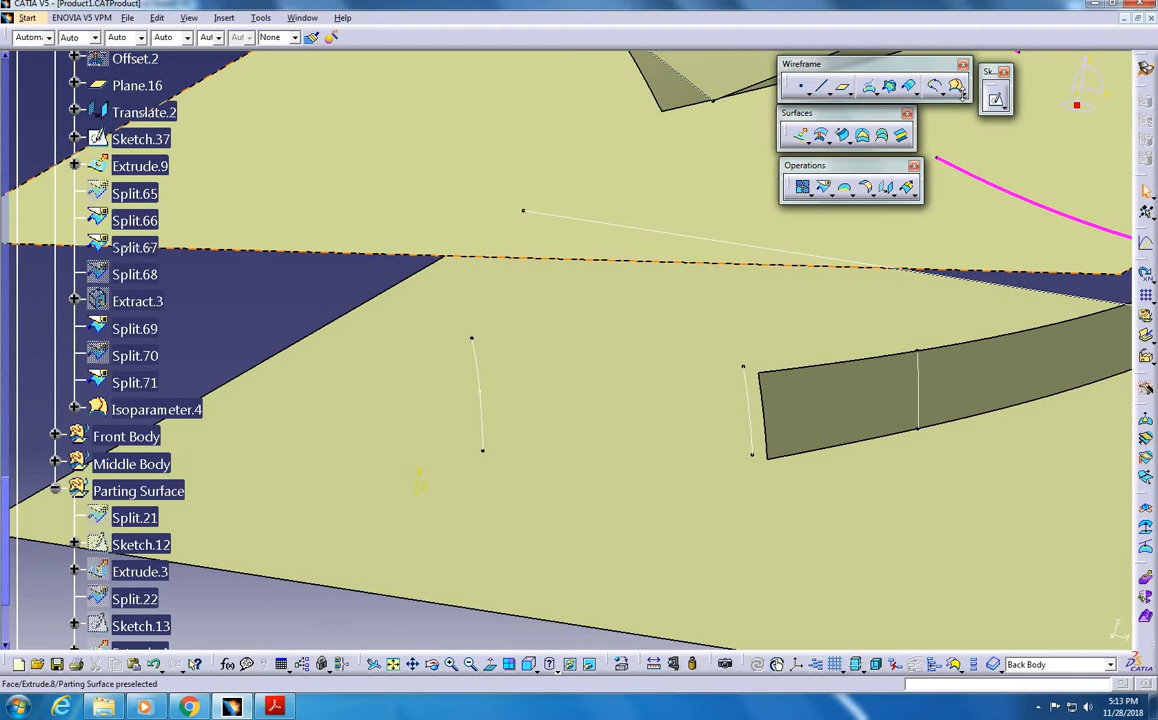 CATIA V5 - [Product1.CATProduct]
Start ENOVIA V5 VPM File Edit View Insert Tools Window Help
Autom Auto Auto Auto Aut Aut None
Offset.2
Plane.16
Translate.2
Sketch.37
Extrude.9
Split.65
Split.66
Split.67
Split.68
Extract.3
Split.69
Split.70
Split.71
Isoparameter.4
Front Body
Middle Body
Parting Surface
Split.21
Sketch.12
Extrude.3
Split.22
Sketch.13
Wireframe
Sk...
Surfaces
Operations
Back Body
CATIA
Face/Extrude.8/Parting Surface preselected
5:13 PM
11/28/2018